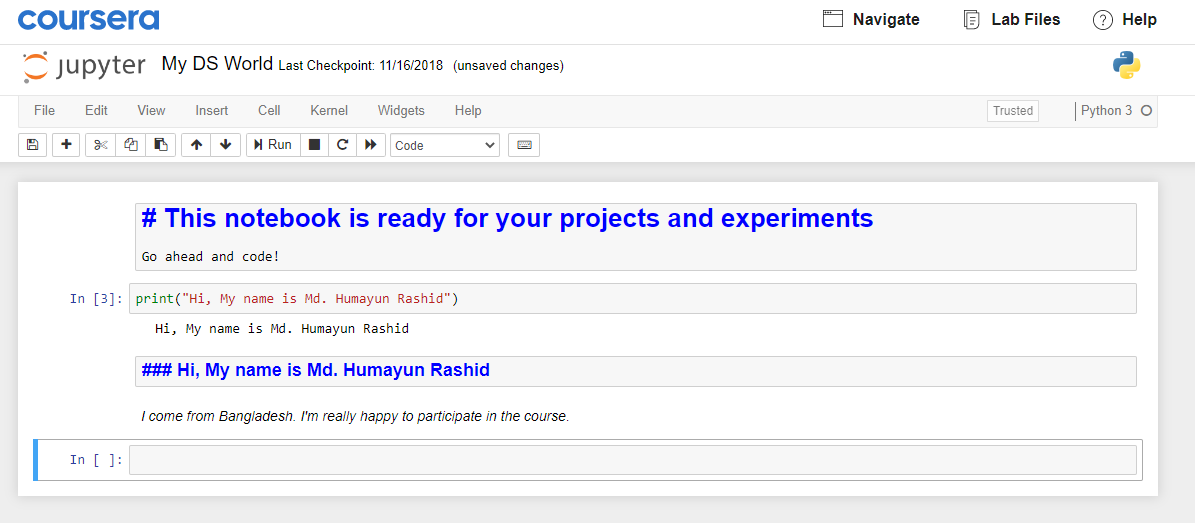 coursera Navigate Lab Files ? Help
jupyter My DS World Last Checkpoint: 11/16/2018 (unsaved changes)
File Edit View Insert Cell Kernel Widgets Help Trusted Python 3
Run Code
# This notebook is ready for your projects and experiments
Go ahead and code!
In [3]: print("Hi, My name is Md. Humayun Rashid")
Hi, My name is Md. Humayun Rashid
### Hi, My name is Md. Humayun Rashid
I come from Bangladesh. I'm really happy to participate in the course.
In [ ]: